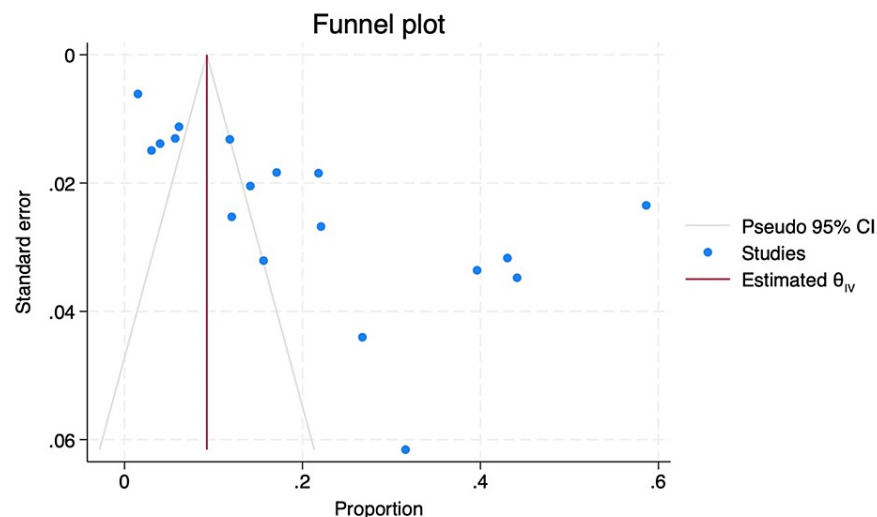 Funnel plot
0
.02
.04
.06
Standard error
0
.2
.4
.6
Proportion
Pseudo 95% CI
Studies
Estimated θIV